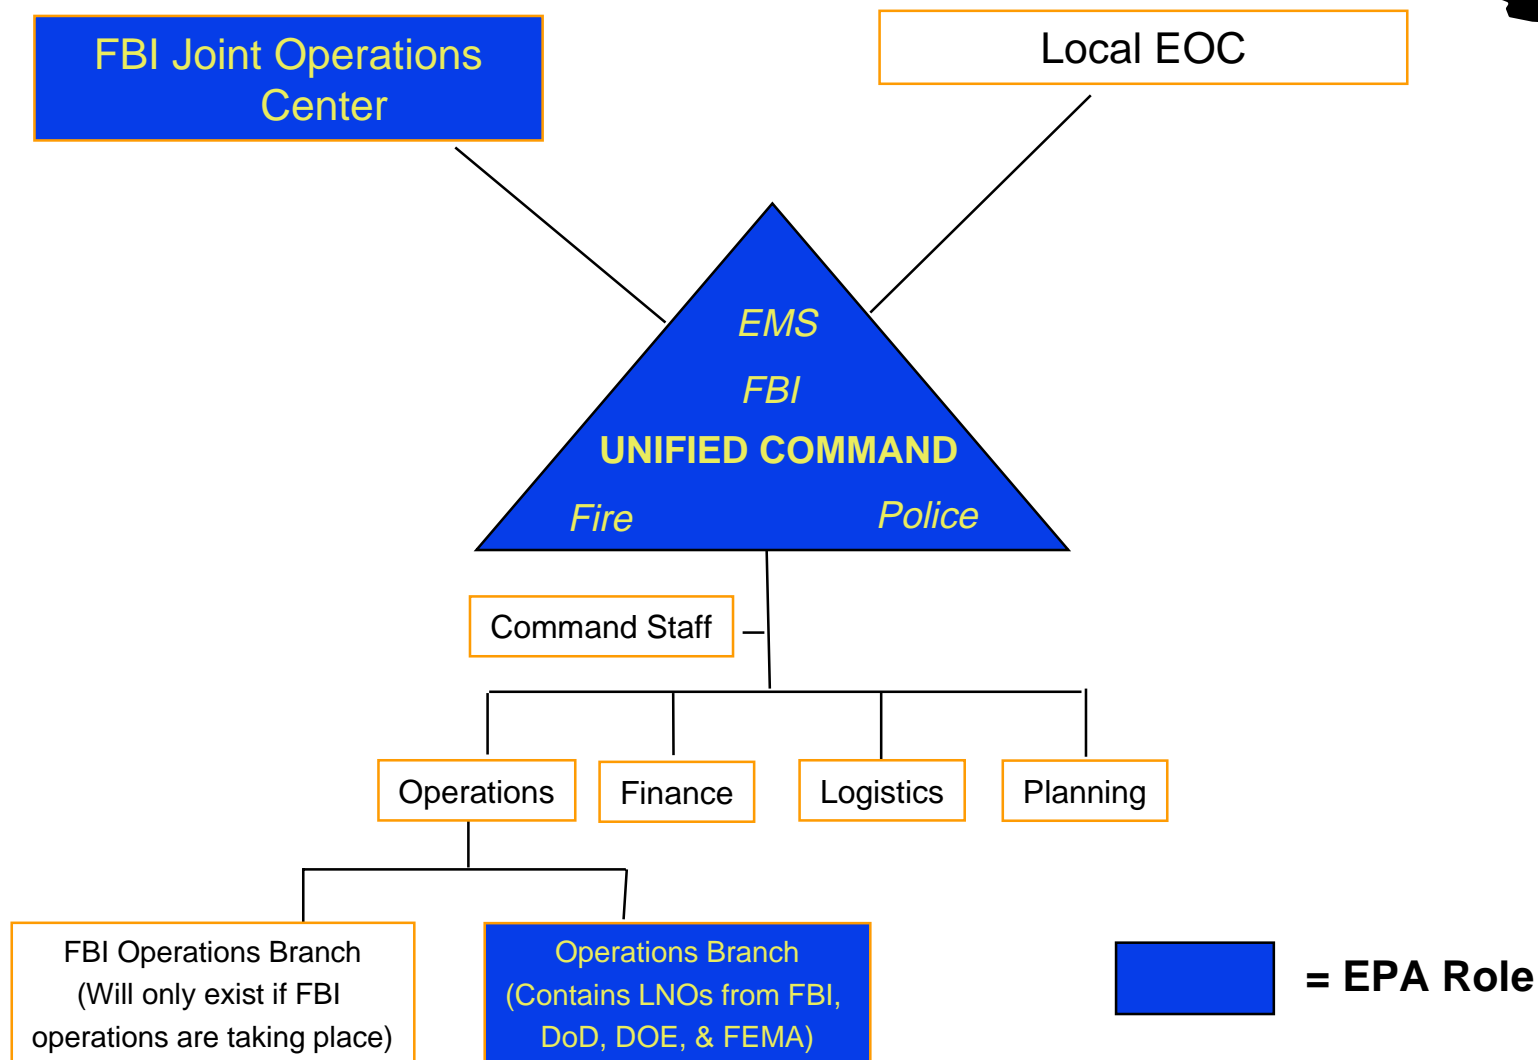 FBI Joint Operations
Center
Local EOC
EMS
FBI
UNIFIED COMMAND
Fire
Police
Command Staff
Operations
Finance
Logistics
Planning
FBI Operations Branch
(Will only exist if FBI
operations are taking place)
Operations Branch
(Contains LNOs from FBI,
DoD, DOE, & FEMA)
= EPA Role